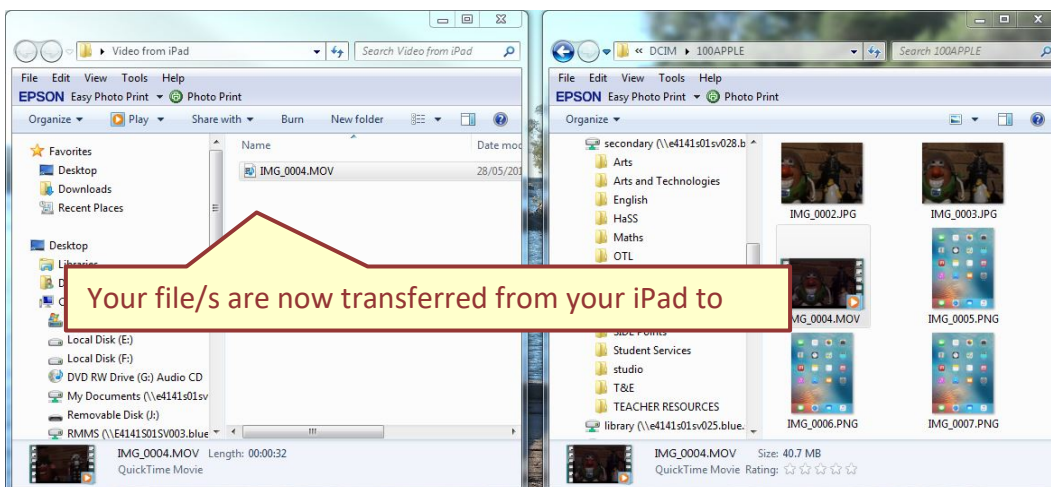 Video from iPad
Search Video from iPad
File Edit View Tools Help
EPSON Easy Photo Print Photo Print
Organize Play Share with Burn New folder
Favorites
Desktop
Downloads
Recent Places
Desktop
Libraries
Local Disk (E:)
Local Disk (F:)
DVD RW Drive (G:) Audio CD
My Documents (\\e4141s01sv
Removable Disk (J:)
RMMS (\\E4141S01SV003.blue
Name Date mod
IMG_0004.MOV 28/05/201
IMG_0004.MOV Length: 00:00:32
QuickTime Movie
Your file/s are now transferred from your iPad to
« DCIM 100APPLE
Search 100APPLE
File Edit View Tools Help
EPSON Easy Photo Print Photo Print
Organize
secondary (\\e4141s01sv028.b
Arts
Arts and Technologies
English
HaSS
Maths
OTL
SIDE Points
Student Services
studio
T&E
TEACHER RESOURCES
library (\\e4141s01sv025.blue.
IMG_0002.JPG IMG_0003.JPG
IMG_0004.MOV IMG_0005.PNG
IMG_0006.PNG IMG_0007.PNG
IMG_0004.MOV Size: 40.7 MB
QuickTime Movie Rating: